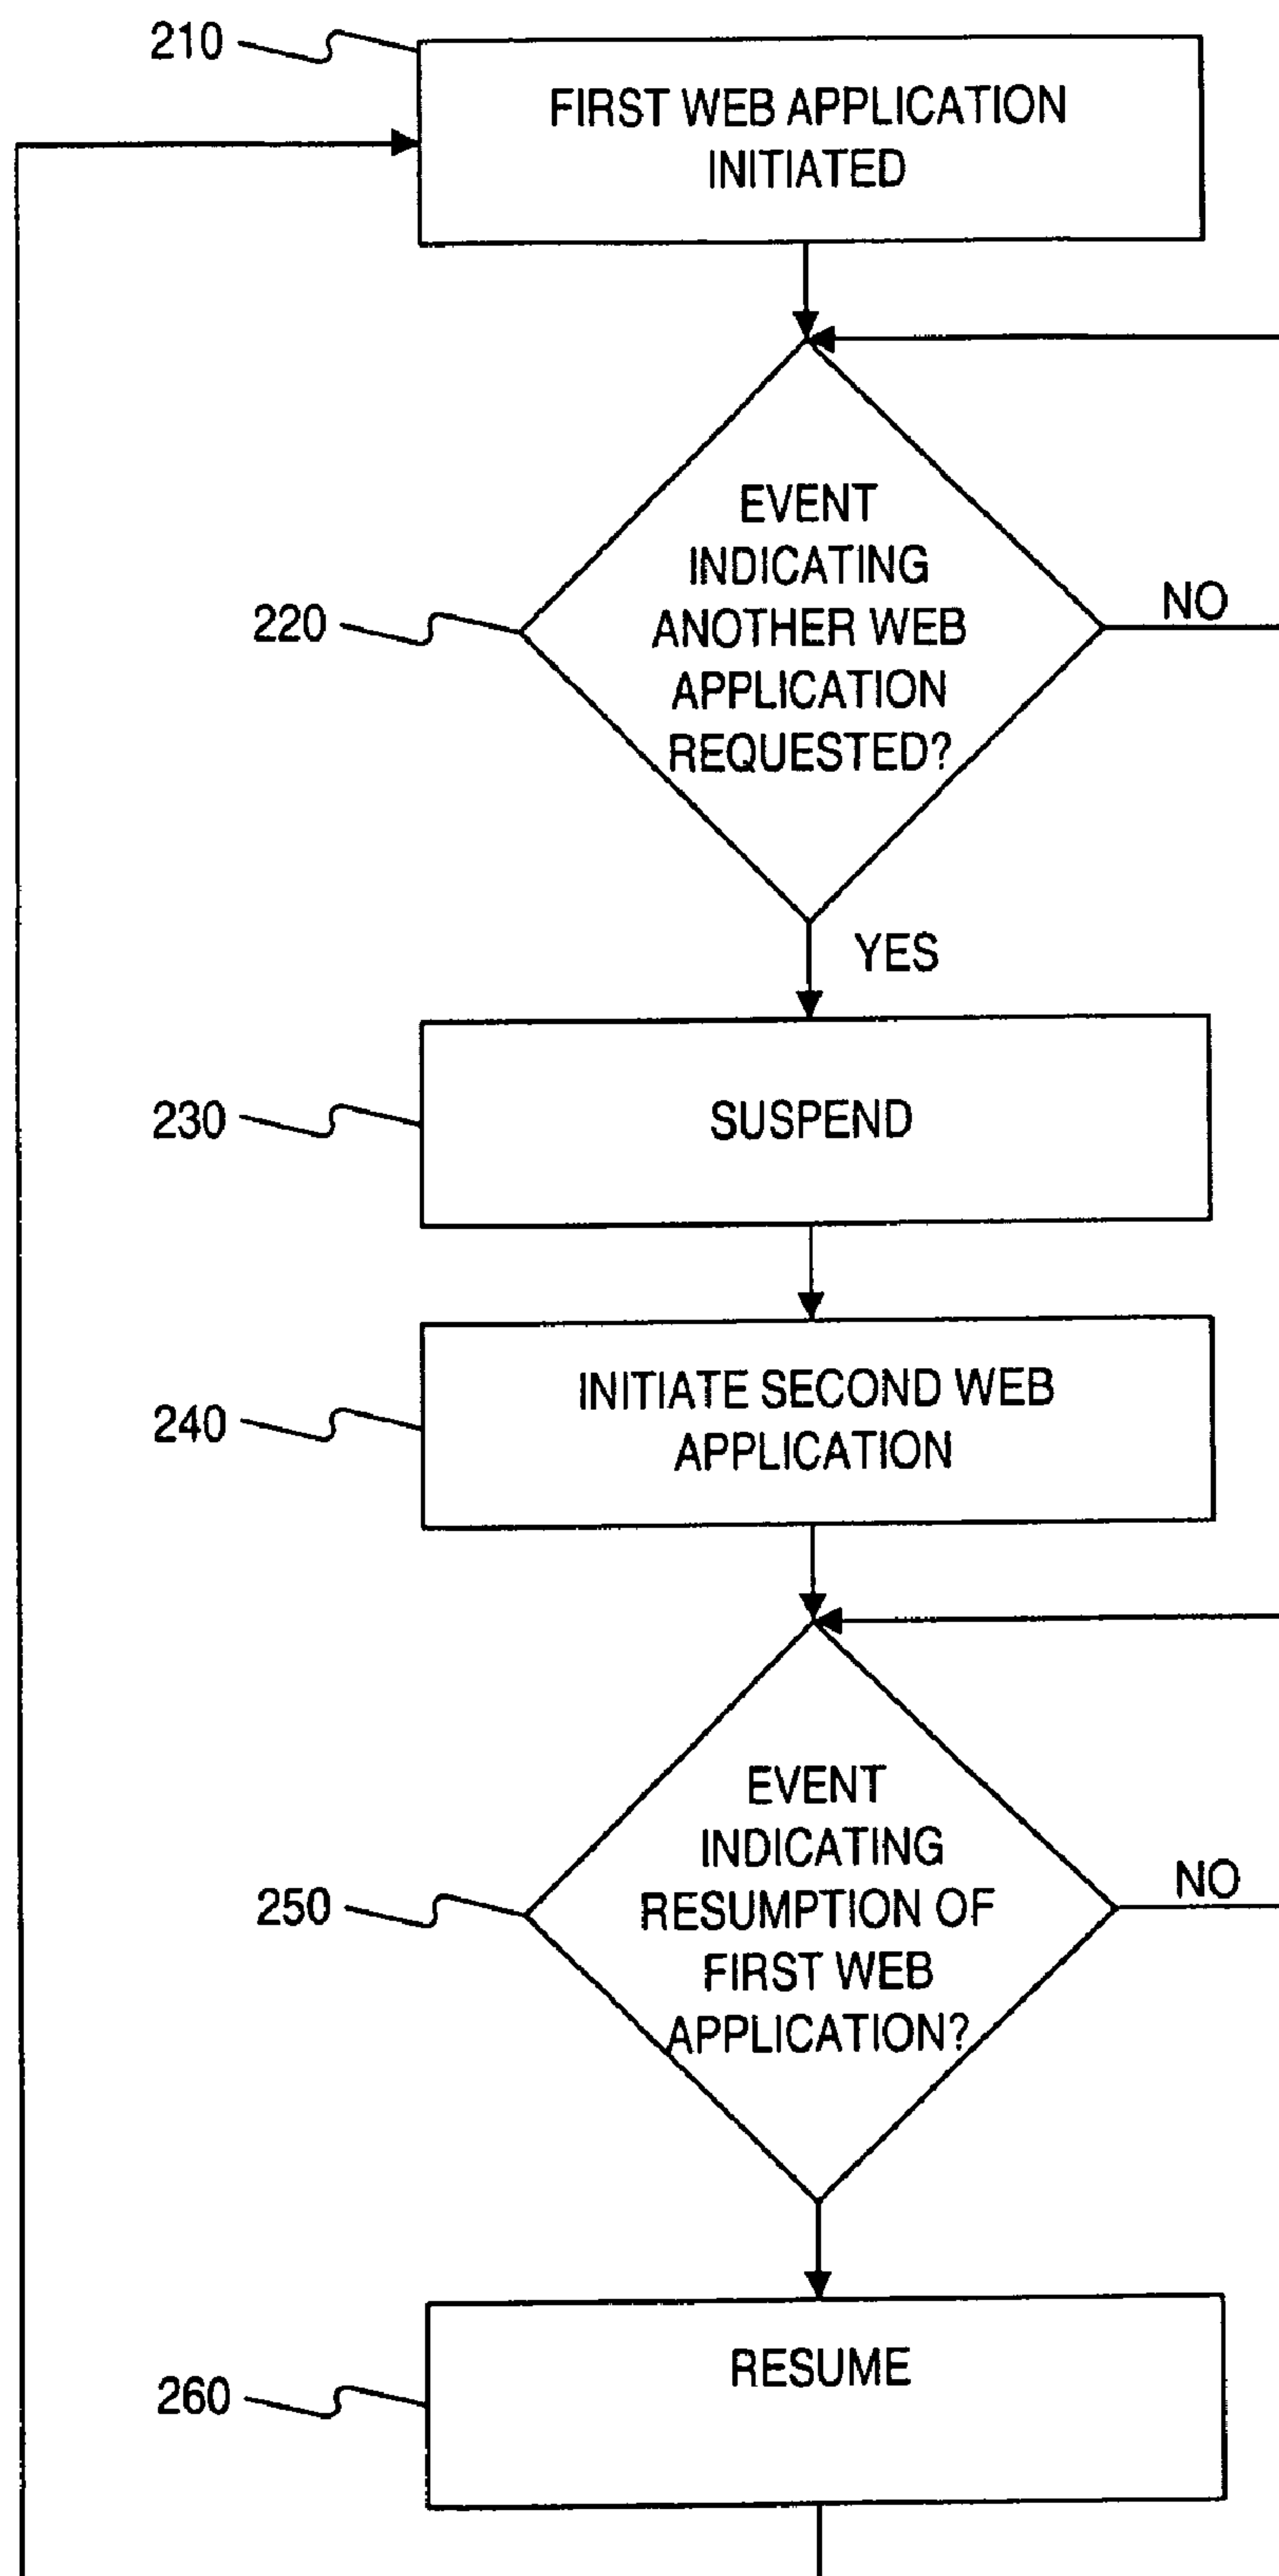 210
FIRST WEB APPLICATION
INITIATED
EVENT
INDICATING
ANOTHER WEB
APPLICATION
REQUESTED?
220
NO
YES
230
SUSPEND
240
INITIATE SECOND WEB
APPLICATION
EVENT
INDICATING
RESUMPTION OF
FIRST WEB
APPLICATION?
250
NO
260
RESUME